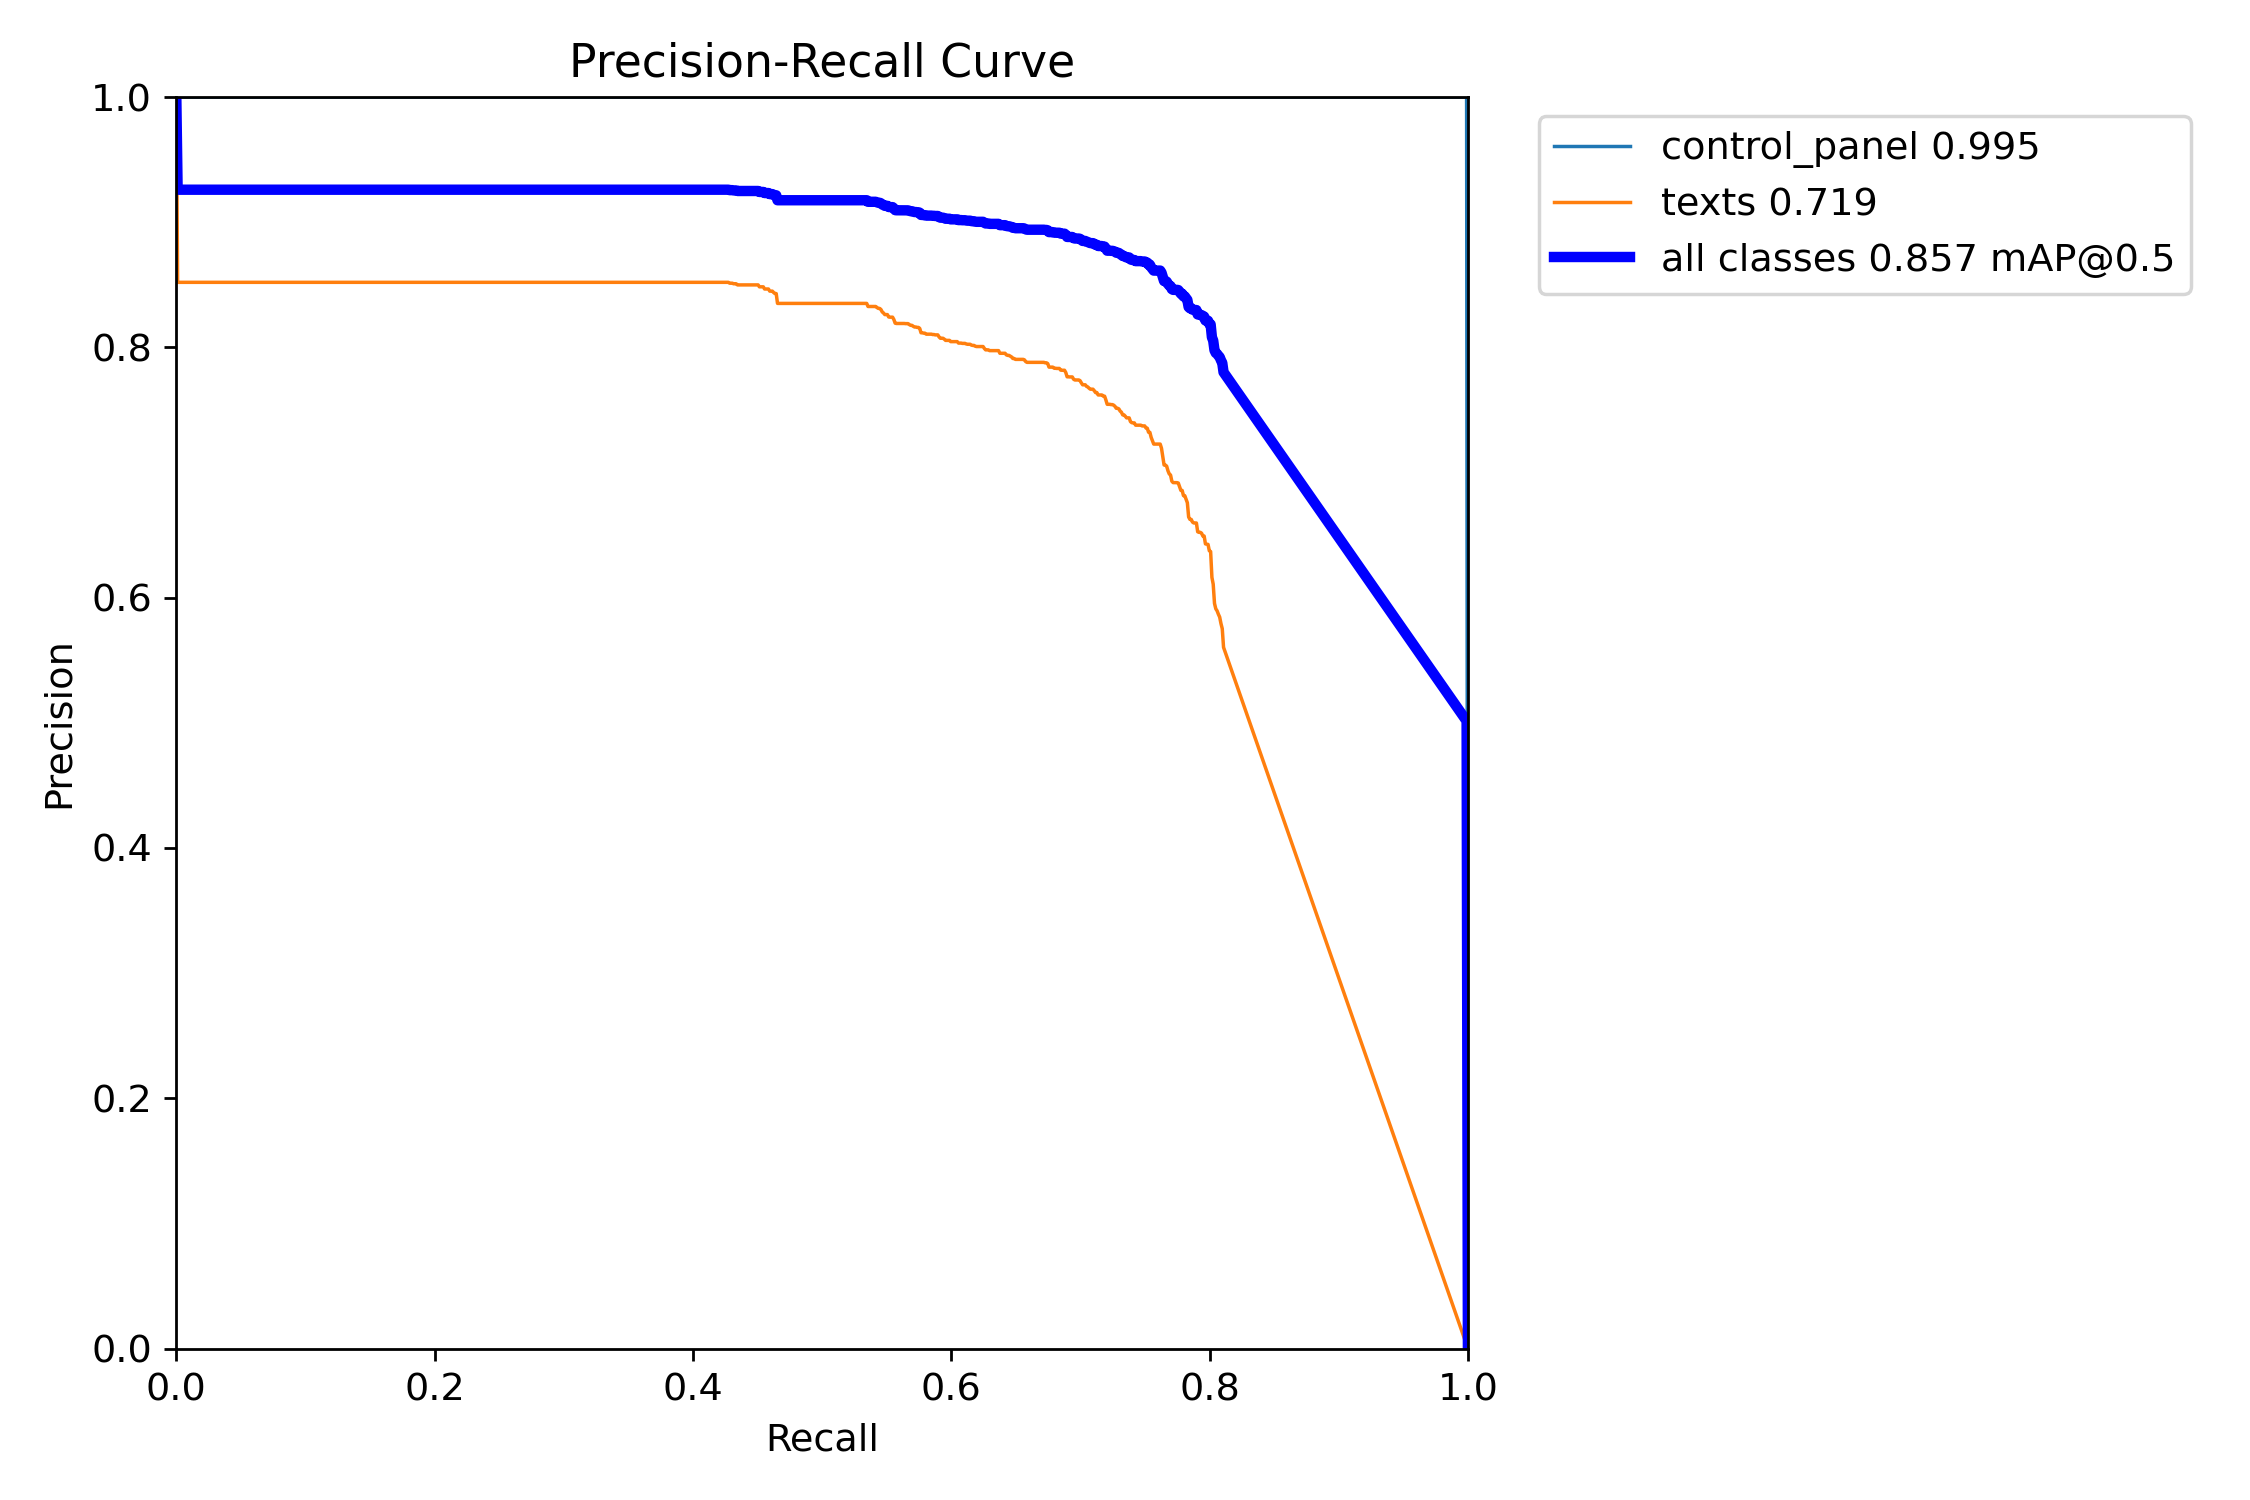 Precision-Recall Curve
1.0
0.8
0.6
0.4
0.2
0.0
Precision
0.0 0.2 0.4 0.6 0.8 1.0
Recall
control_panel 0.995
texts 0.719
all classes 0.857 mAP@0.5